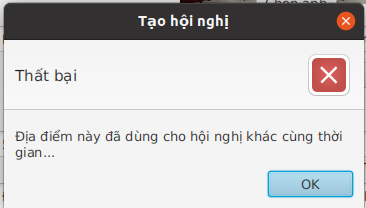 Tạo hội nghị
Thất bại
Địa điểm này đã dùng cho hội nghị khác cùng thời
gian...
OK